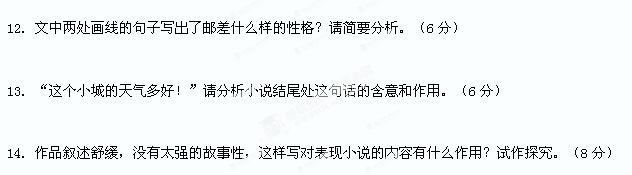 12. 文中两处画线的句子写出了邮差什么样的性格？请简要分析。（6 分）
13. “这个小城的天气多好！”请分析小说结尾处这句话的含意和作用。（6 分）
14. 作品叙述舒缓，没有太强的故事性，这样写对表现小说的内容有什么作用？试作探究。（8 分）